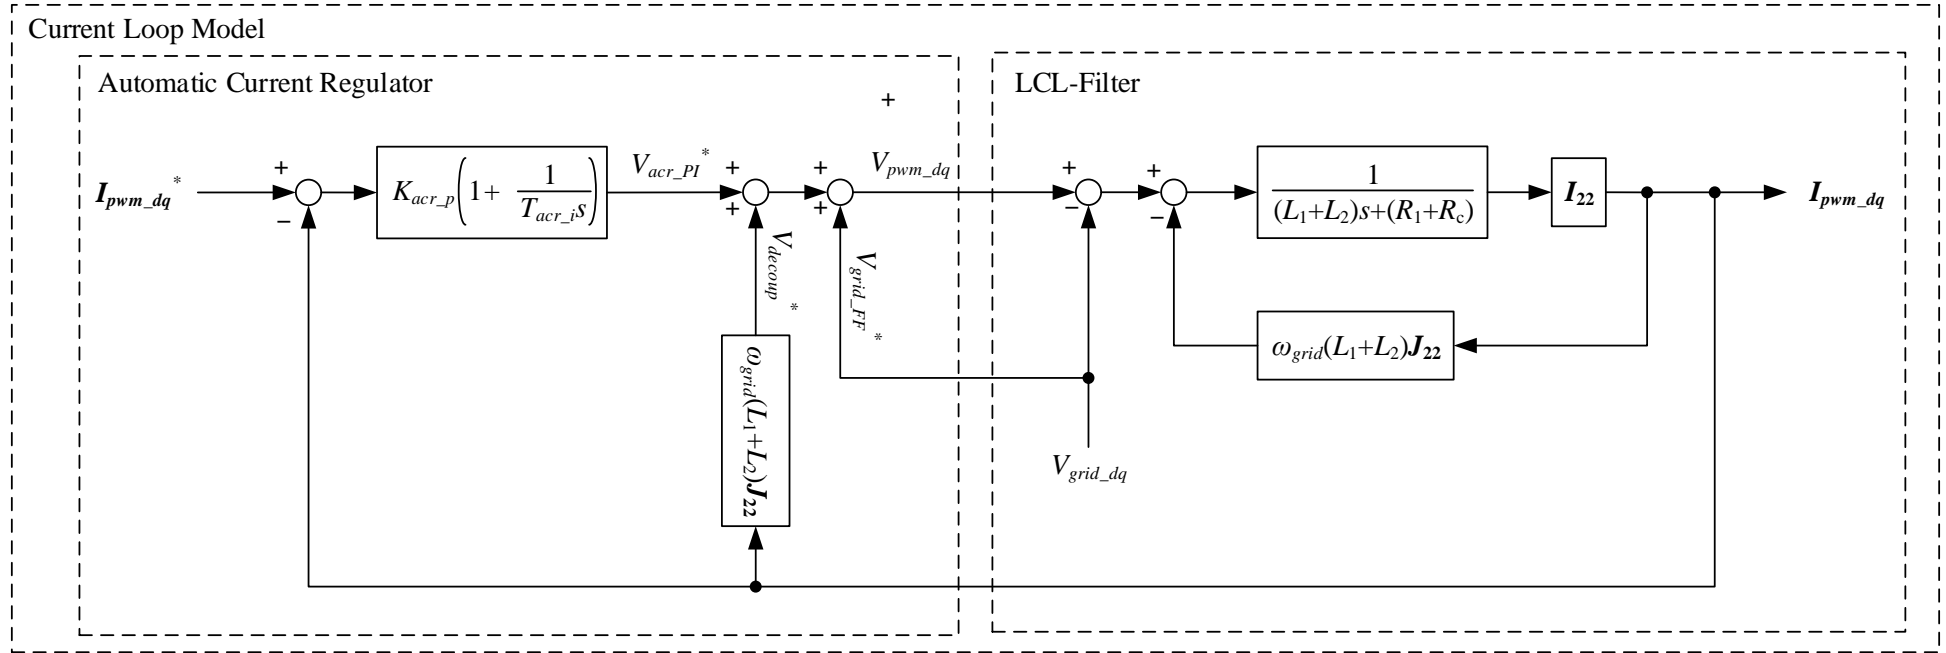 Current Loop Model
Automatic Current Regulator
LCL-Filter
+
I_pwm_dq*
+
−
K_acr_p(1+ 1/(T_acr_i s))
V_acr_PI*
+
+
V_decoup*
ω_grid(L₁+L₂)J₂₂
+
+
V_grid_FF*
V_pwm_dq
+
−
V_grid_dq
+
−
1/((L₁+L₂)s+(R₁+R_c))
I₂₂
I_pwm_dq
ω_grid(L₁+L₂)J₂₂